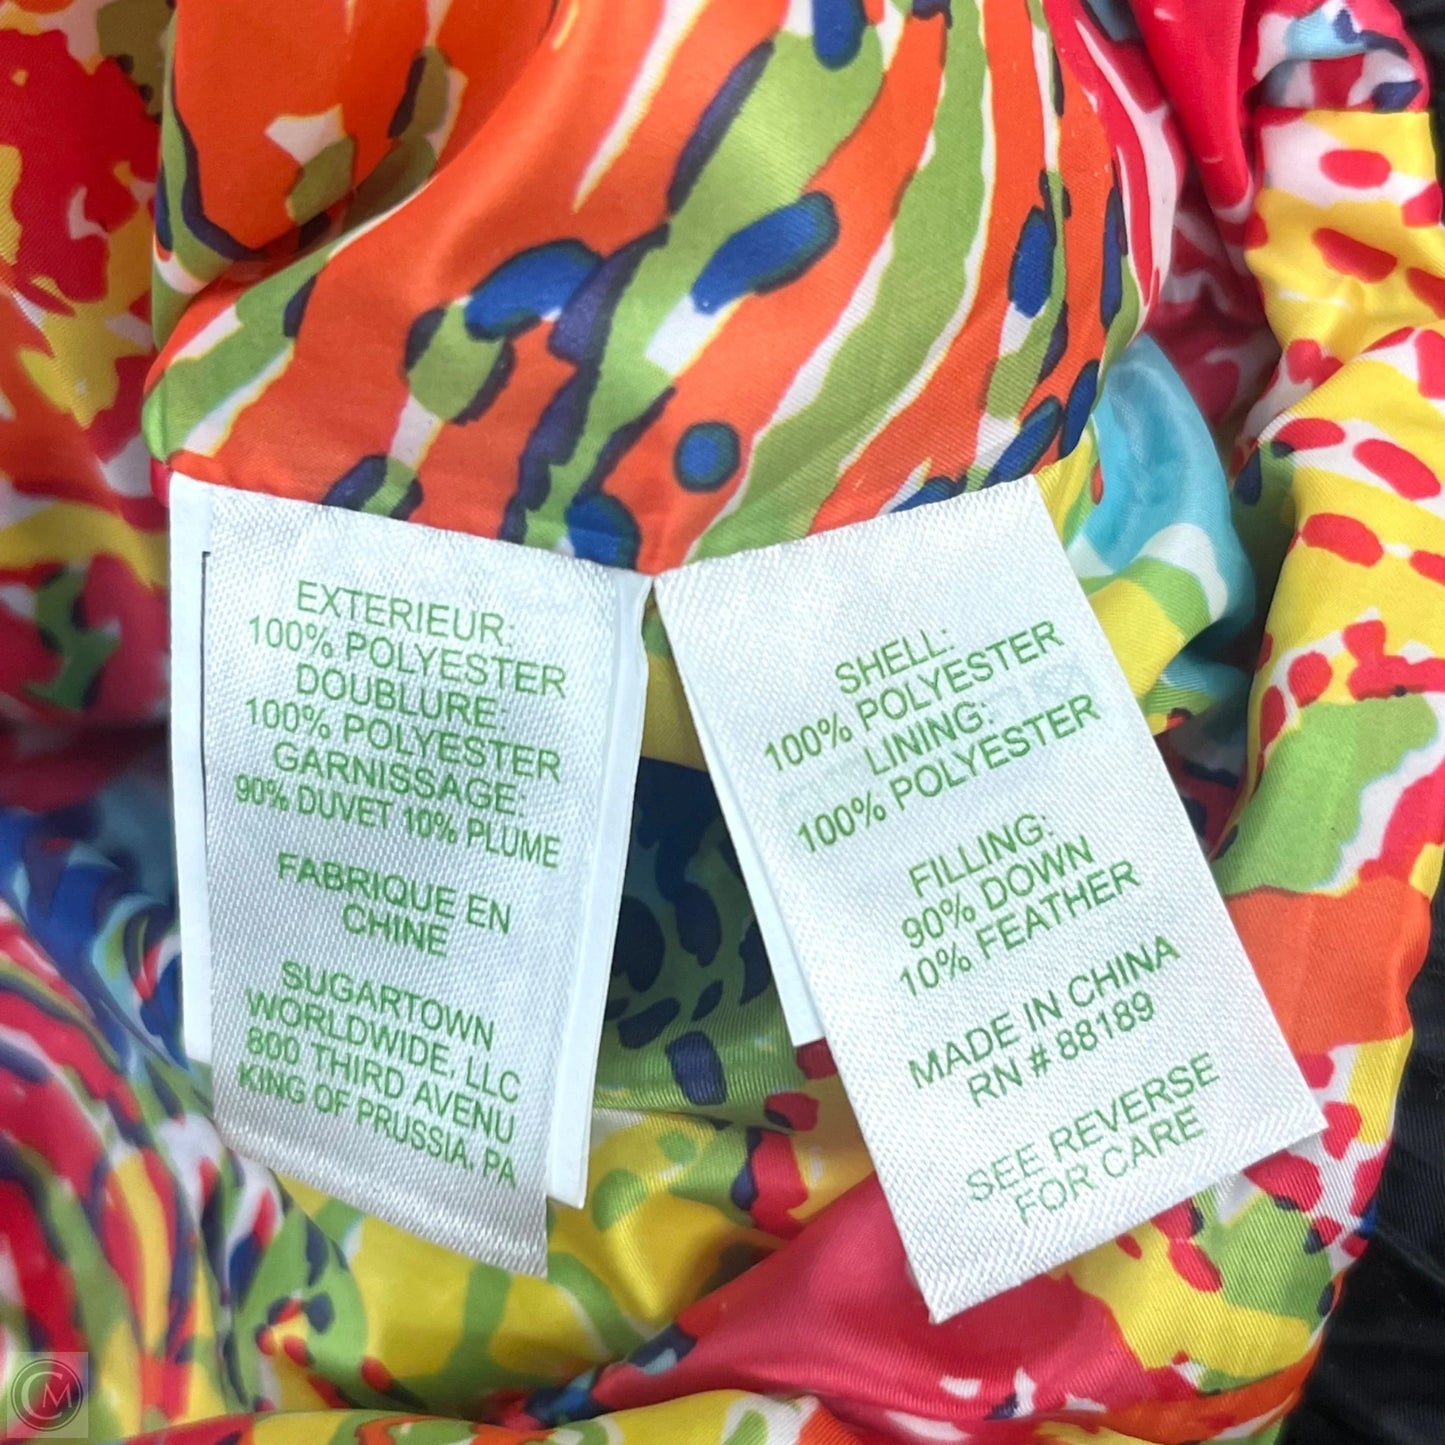 EXTERIEUR:
100% POLYESTER
DOUBLURE:
100% POLYESTER
GARNISSAGE:
90% DUVET 10% PLUME
FABRIQUE EN
CHINE
SUGARTOWN
WORLDWIDE, LLC
800 THIRD AVENU
KING OF PRUSSIA, PA
SHELL:
100% POLYESTER
LINING:
100% POLYESTER
FILLING:
90% DOWN
10% FEATHER
MADE IN CHINA
RN # 88189
SEE REVERSE
FOR CARE
CM